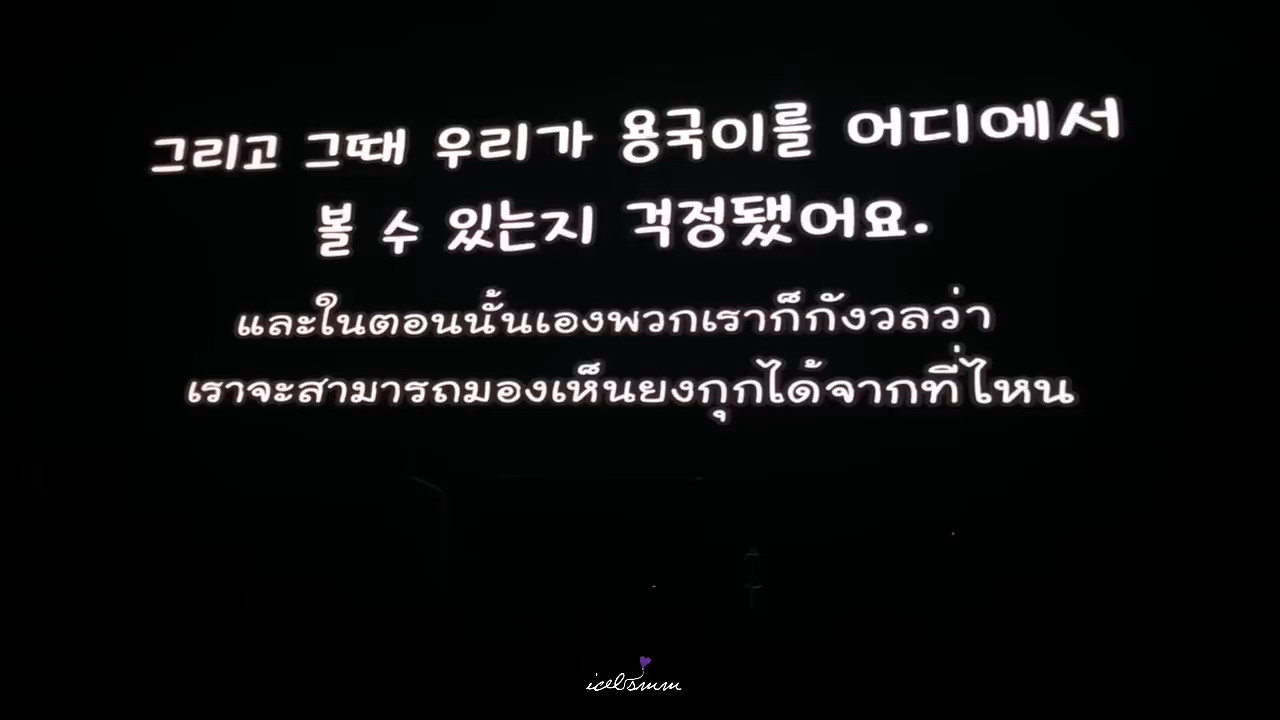 그리고 그때 우리가 용국이를 어디에서
볼 수 있는지 걱정됐어요.
และในตอนนั้นเองพวกเราก็กังวลว่า
เราจะสามารถมองเห็นยงกุกได้จากที่ไหน